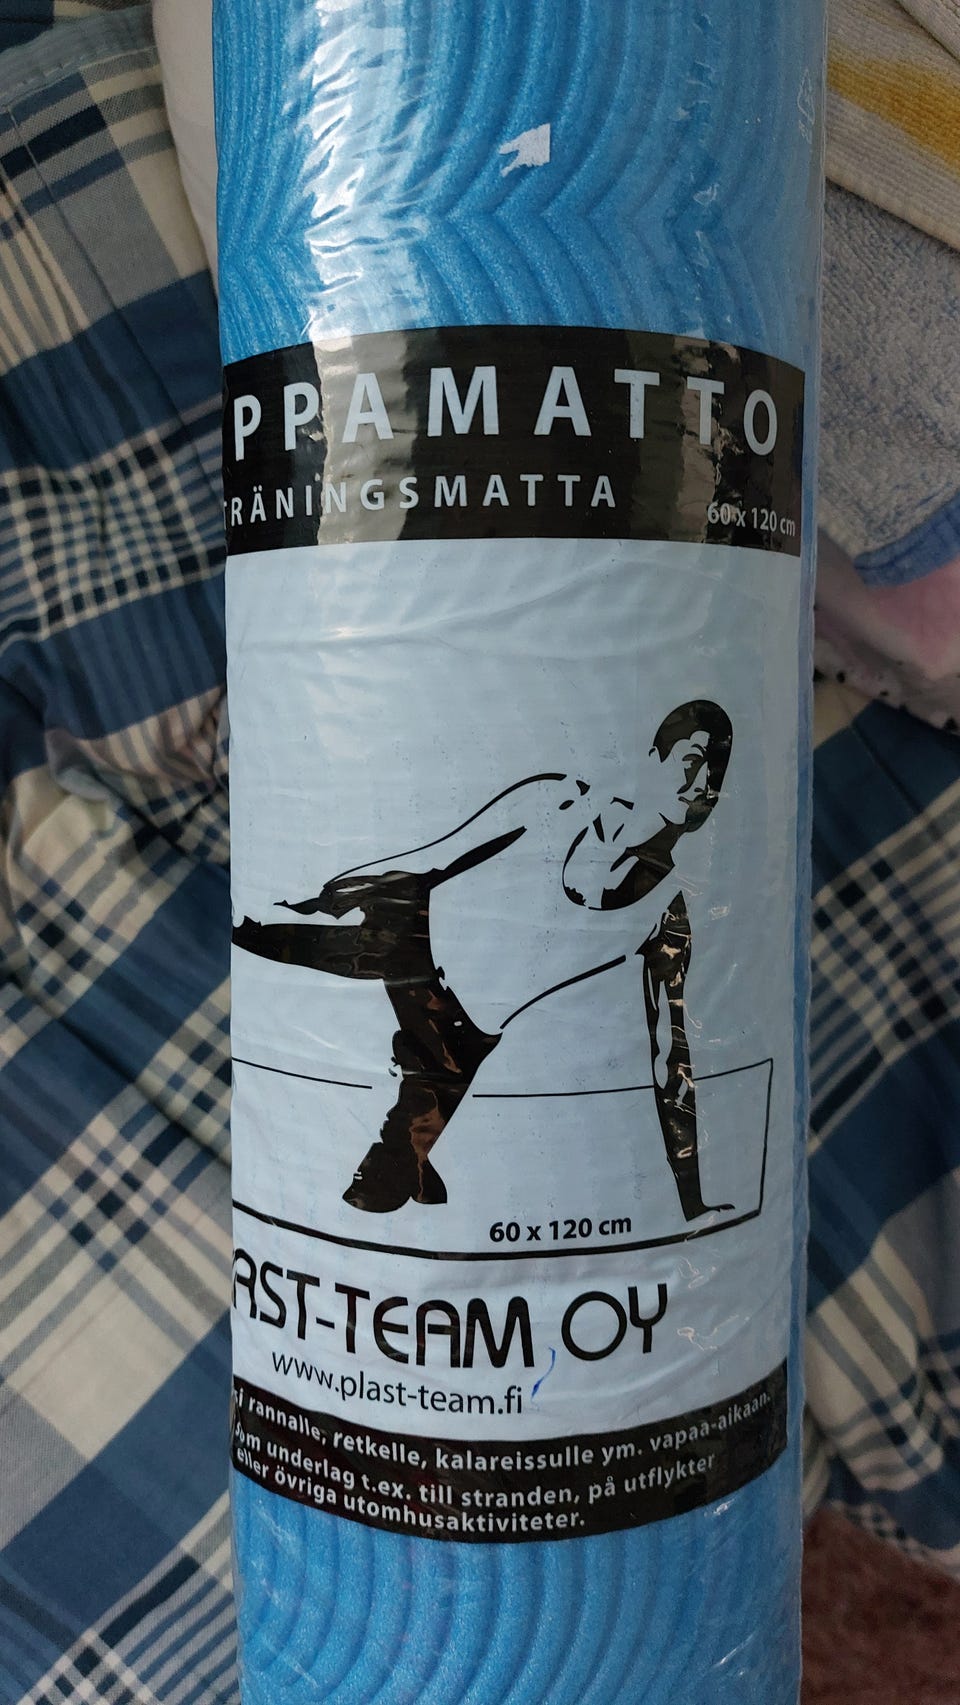 PPAMATTO
TRÄNINGSMATTA
60 x 120 cm
60 x 120 cm
AST-TEAM OY
www.plast-team.fi
i rannalle, retkelle, kalareissulle ym. vapaa-aikaan.
som underlag t.ex. till stranden, på utflykter
eller övriga utomhusaktiviteter.